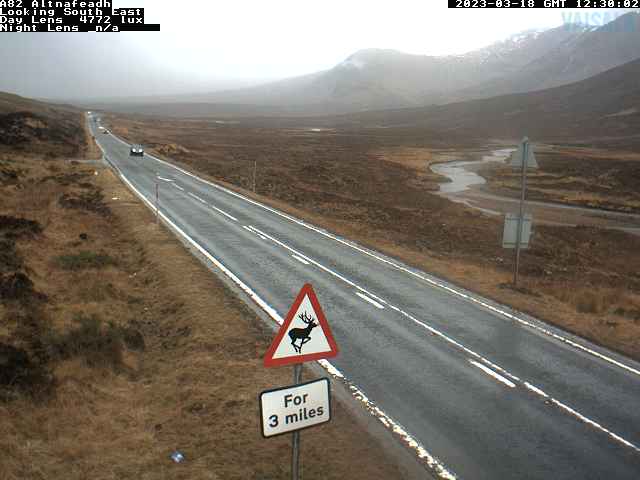 A82 Altnafeadh
Looking South East
Day Lens 4772 lux
Night Lens n/a
2023-03-18 GMT 12:30:02
VAISALA
For
3 miles